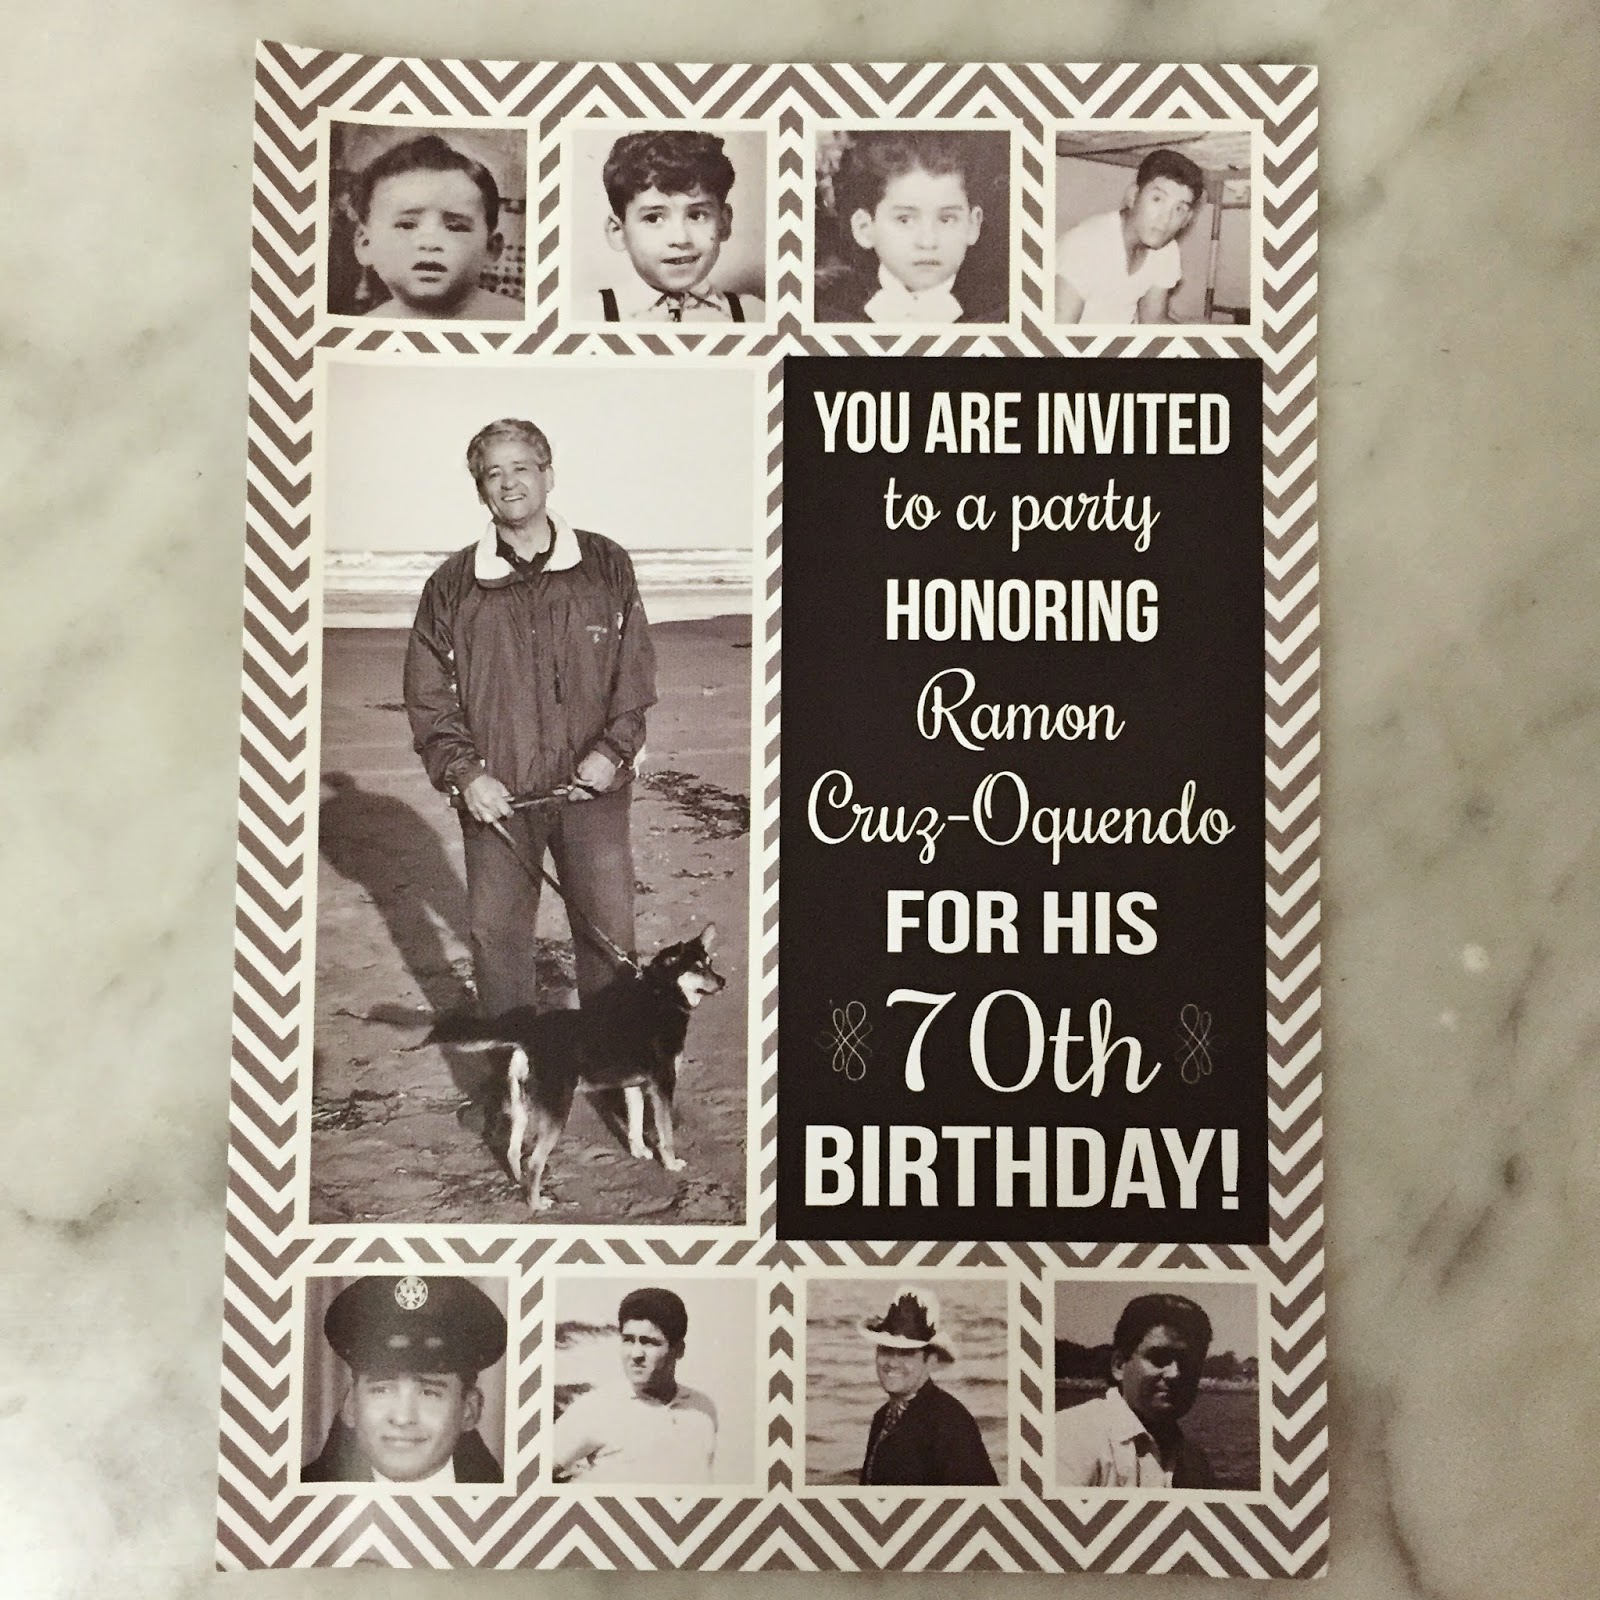 YOU ARE INVITED
to a party
HONORING
Ramon
Cruz-Oquendo
FOR HIS
70th
BIRTHDAY!